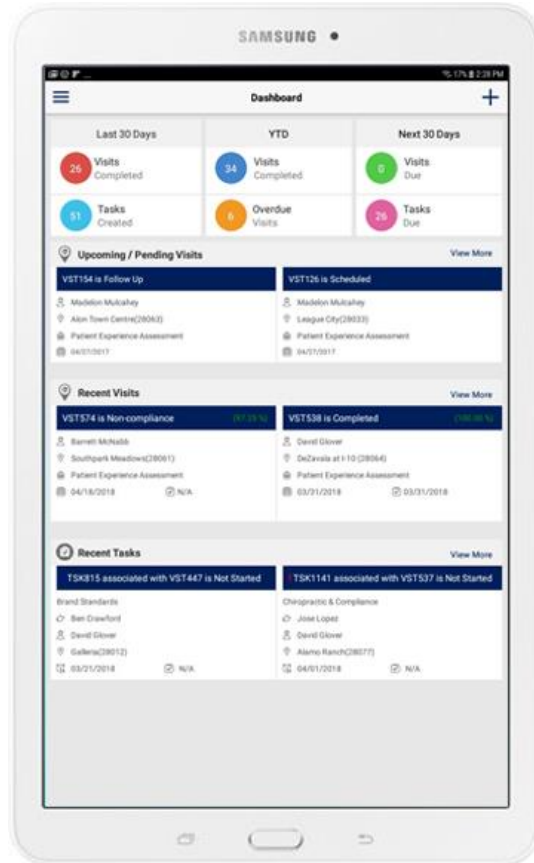 SAMSUNG
17% 2:28 PM
Dashboard
Last 30 Days YTD Next 30 Days
26 Visits Completed 34 Visits Completed 0 Visits Due
51 Tasks Created 6 Overdue Visits 26 Tasks Due
Upcoming / Pending Visits View More
VST154 is Follow Up VST126 is Scheduled
Madelon Mulcahey Madelon Mulcahey
Alon Town Centre(28063) League City(28033)
Patient Experience Assessment Patient Experience Assessment
04/07/2017 04/27/2017
Recent Visits View More
VST574 is Non-compliance VST538 is Completed (100.00 %)
Barrett McNabb David Glover
Southpark Meadows(28061) DeZavala at I-10 (28064)
Patient Experience Assessment Patient Experience Assessment
04/18/2018 N/A 03/31/2018 03/31/2018
Recent Tasks View More
TSK815 associated with VST447 is Not Started TSK1141 associated with VST537 is Not Started
Brand Standards Chiropractic & Compliance
Ben Crawford Jose Lopez
David Glover David Glover
Galleria(28012) Alamo Ranch(28077)
03/21/2018 N/A 04/01/2018 N/A